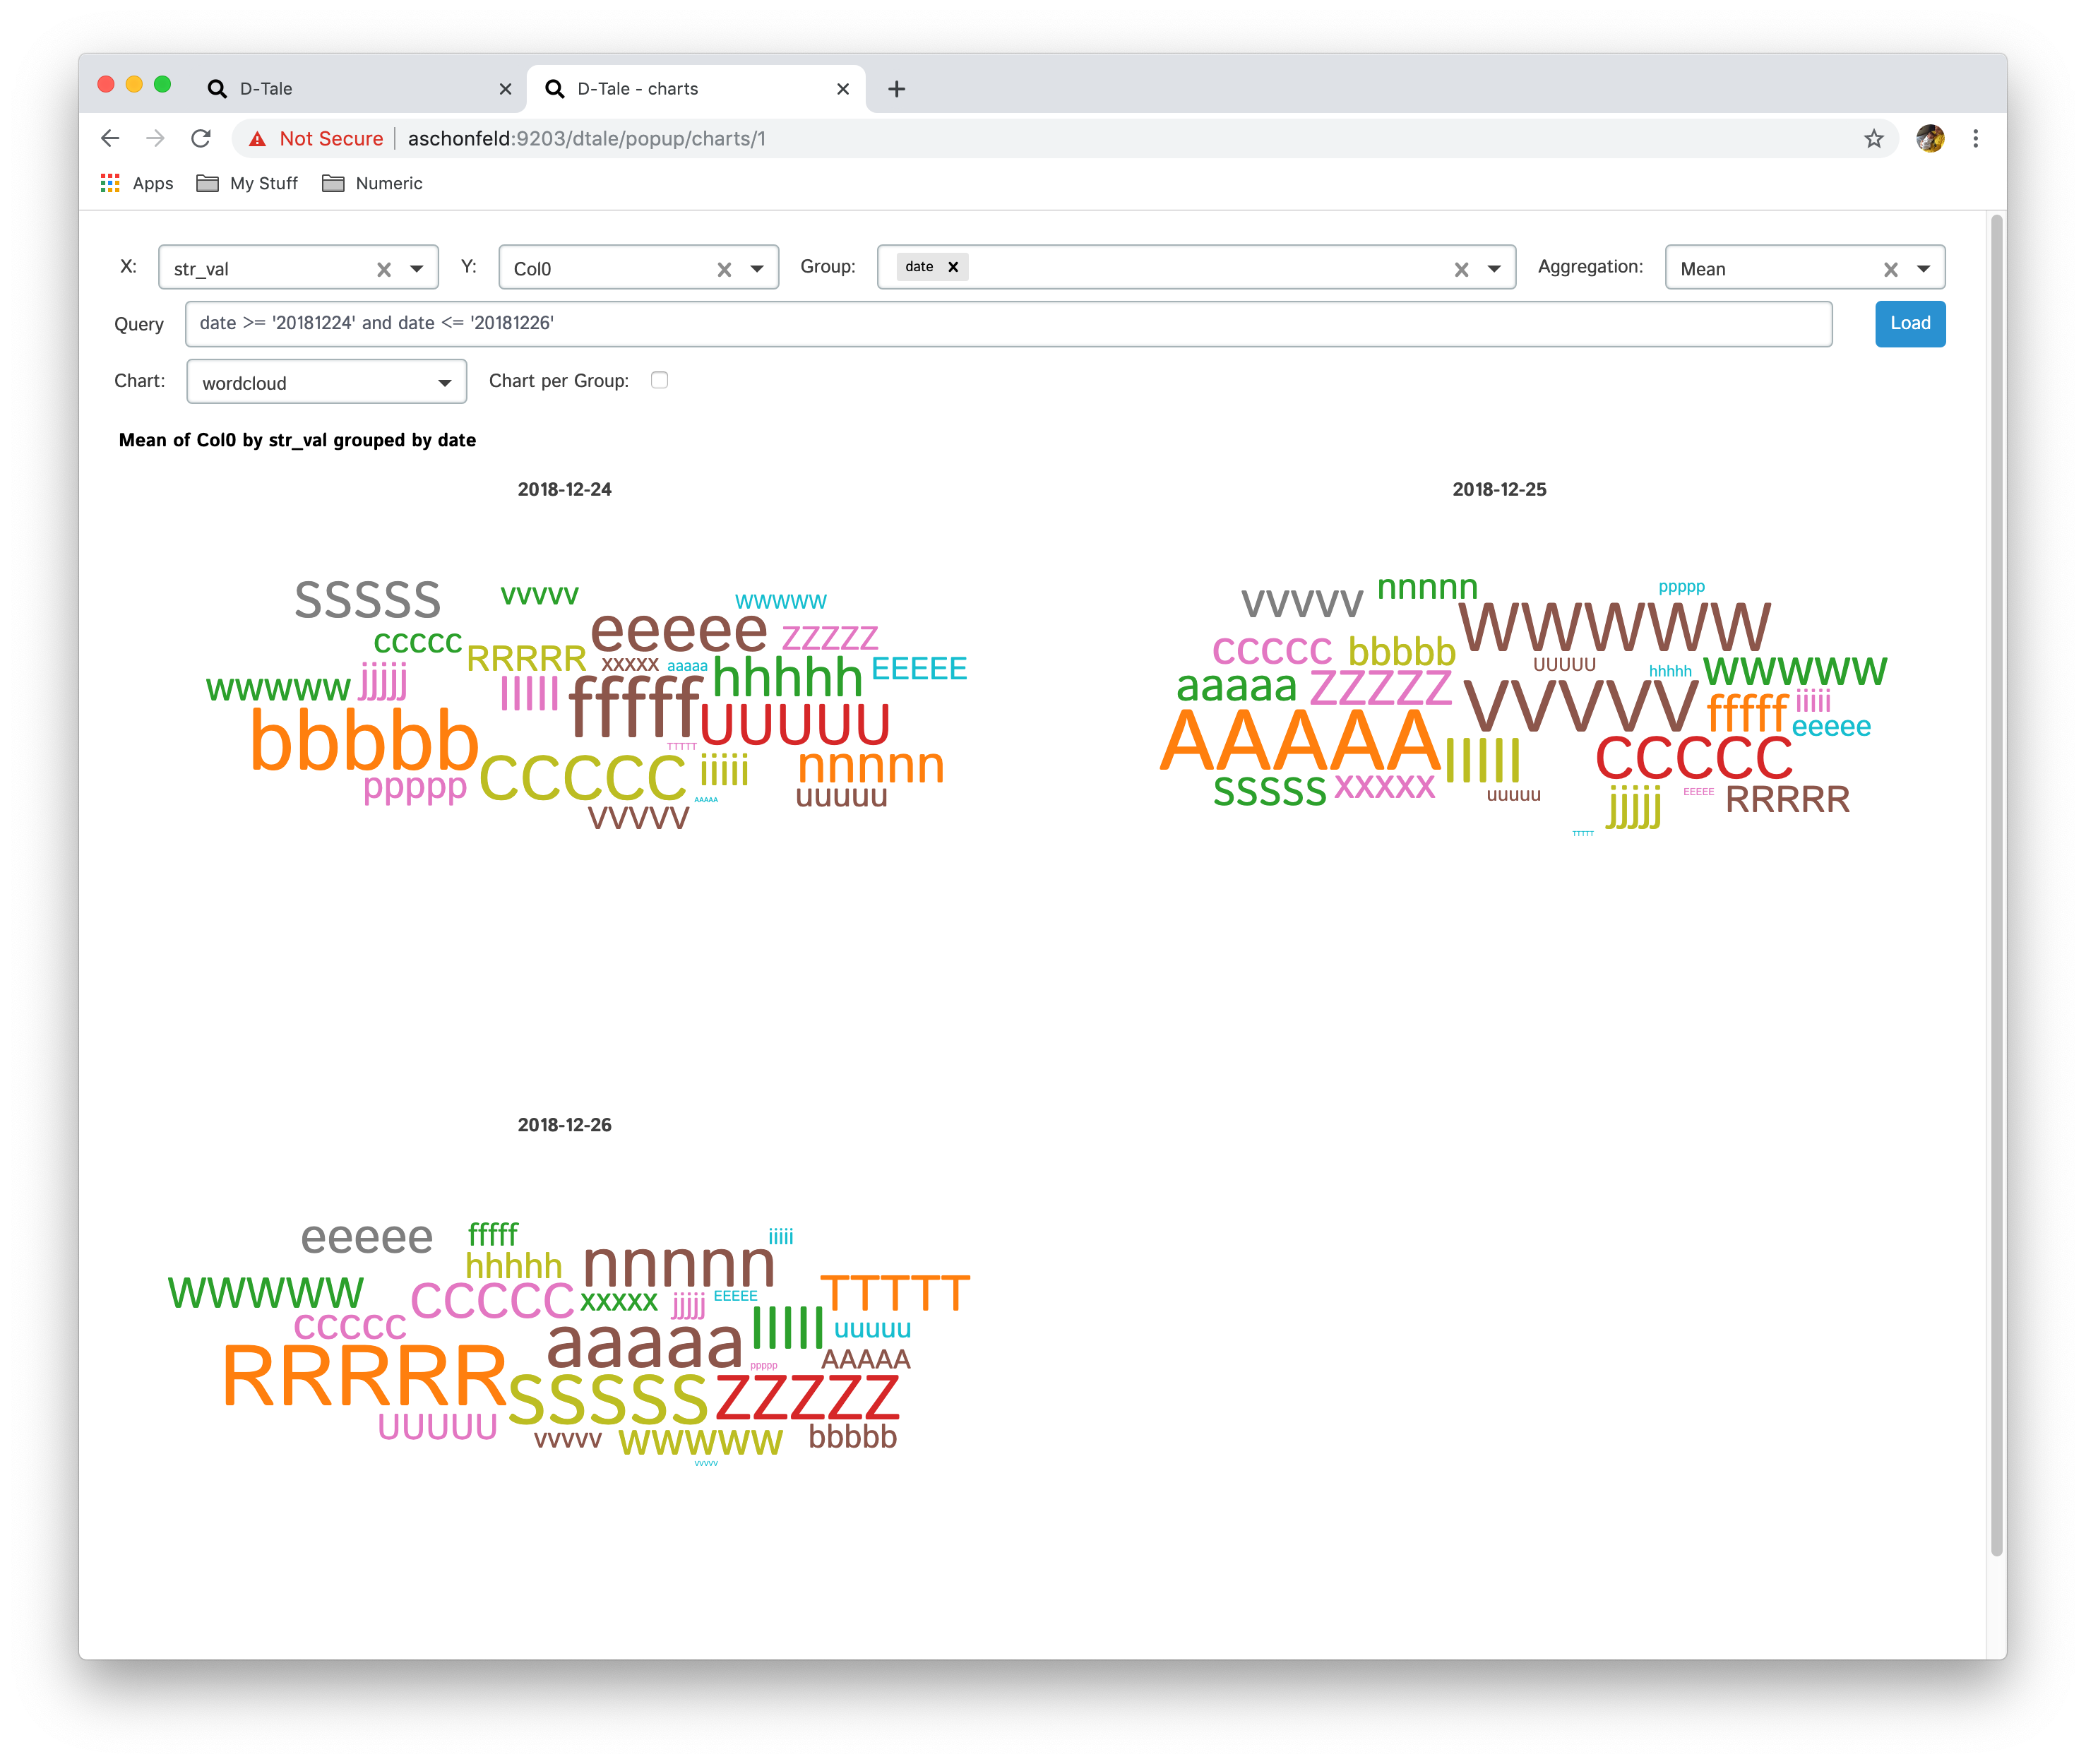 D-Tale
D-Tale - charts
Not Secure
aschonfeld:9203/dtale/popup/charts/1
Apps
My Stuff
Numeric
X:
str_val
Y:
Col0
Group:
date
Aggregation:
Mean
Query
date >= '20181224' and date <= '20181226'
Load
Chart:
wordcloud
Chart per Group:
Mean of Col0 by str_val grouped by date
2018-12-24
SSSSS
vvvvv
wwwww
eeeee
zzzzz
ccccc
RRRRR
xxxxx
aaaaa
hhhhh
EEEEE
wwwww
jjjjj
lllll
fffff
UUUUU
bbbbb
TTTTT
CCCCC
iiiii
nnnnn
ppppp
AAAAA
uuuuu
VVVVV
2018-12-25
vvvvv
nnnnn
ppppp
WWWWW
ccccc
bbbbb
UUUUU
hhhhh
wwwww
aaaaa
ZZZZZ
VVVVV
fffff
iiiii
eeeee
AAAAA
lllll
CCCCC
SSSSS
xxxxx
uuuuu
jjjjj
EEEEE
RRRRR
TTTTT
2018-12-26
eeeee
fffff
iiiii
hhhhh
nnnnn
WWWWW
CCCCC
xxxxx
jjjjj
EEEEE
TTTTT
ccccc
aaaaa
lllll
uuuuu
RRRRR
ppppp
AAAAA
SSSSS
ZZZZZ
UUUUU
vvvvv
wwwww
bbbbb
vvvvv